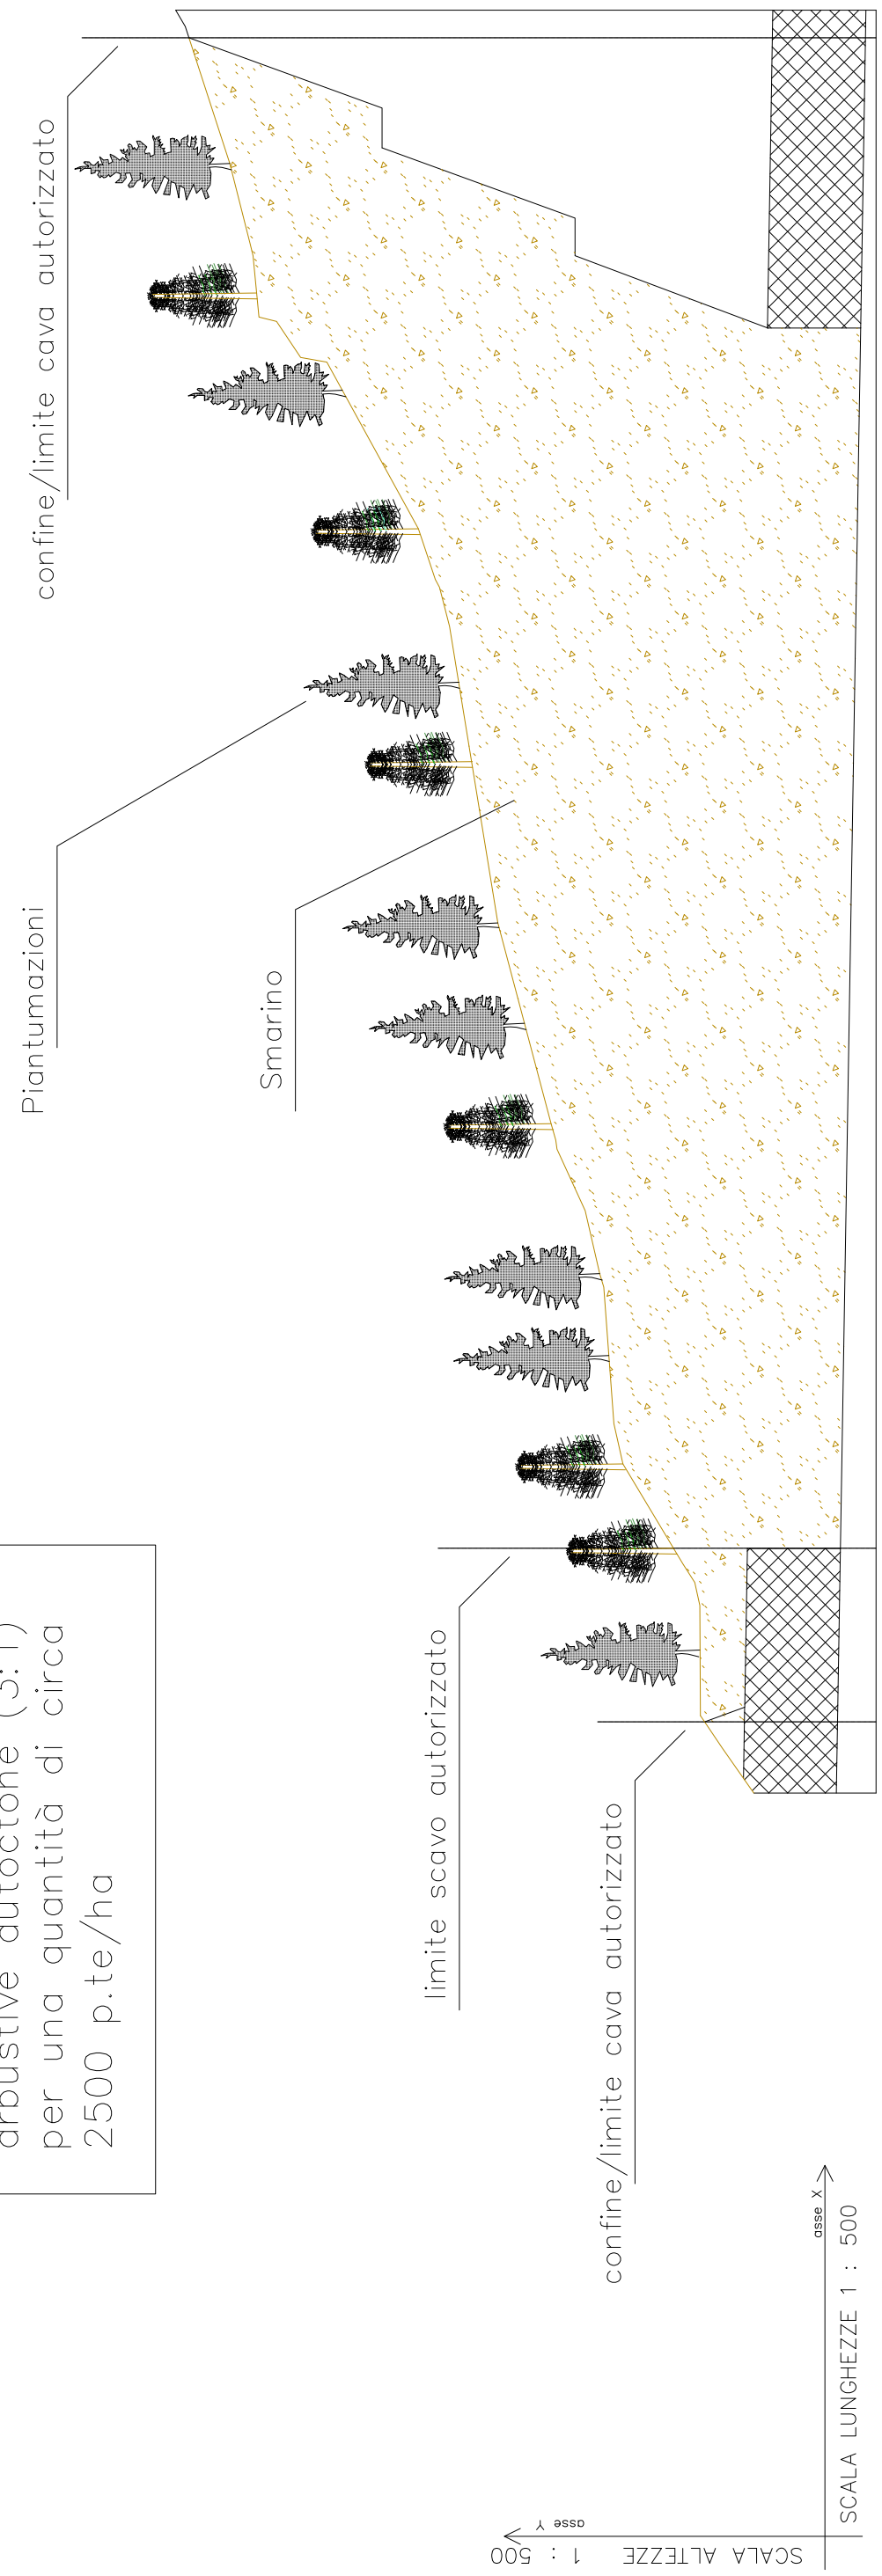 arbustive autoctone (3:1)
per una quantità di circa
2500 p.te/ha
Piantumazioni
confine/limite cava autorizzato
Smarino
limite scavo autorizzato
confine/limite cava autorizzato
SCALA ALTEZZE 1 : 500
asse Y
asse X
SCALA LUNGHEZZE 1 : 500